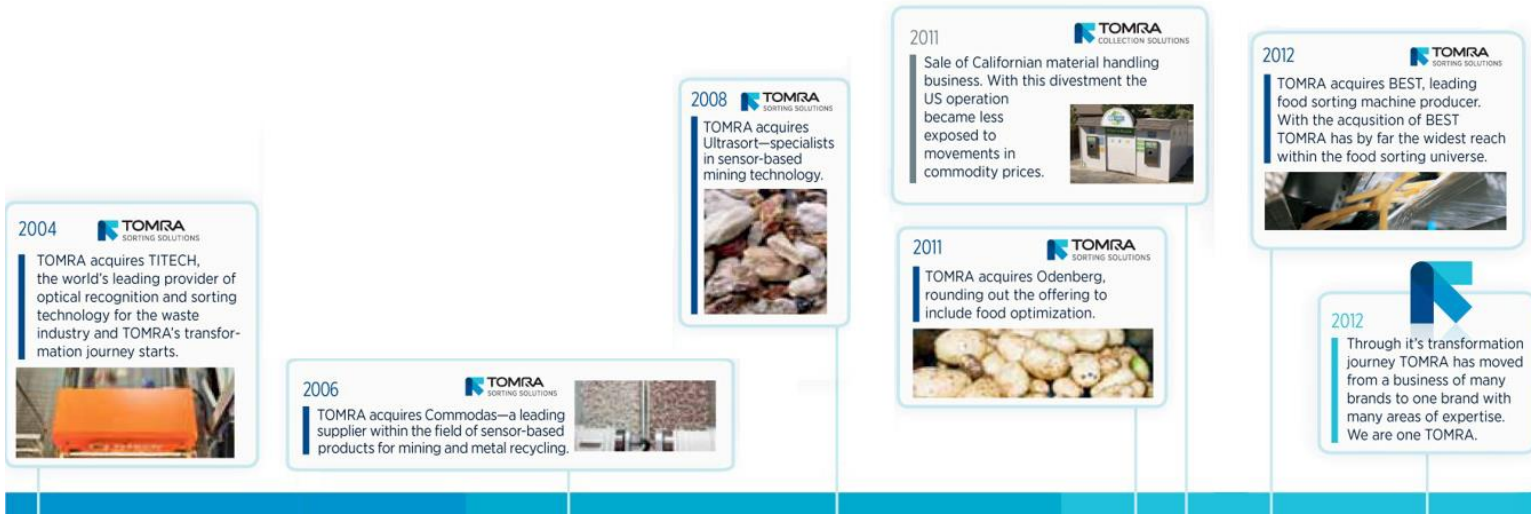 2004
TOMRA
SORTING SOLUTIONS
TOMRA acquires TITECH,
the world's leading provider of
optical recognition and sorting
technology for the waste
industry and TOMRA's transfor-
mation journey starts.
2006
TOMRA
SORTING SOLUTIONS
TOMRA acquires Commodas—a leading
supplier within the field of sensor-based
products for mining and metal recycling.
2008
TOMRA
SORTING SOLUTIONS
TOMRA acquires
Ultrasort—specialists
in sensor-based
mining technology.
2011
TOMRA
COLLECTION SOLUTIONS
Sale of Californian material handling
business. With this divestment the
US operation
became less
exposed to
movements in
commodity prices.
2011
TOMRA
SORTING SOLUTIONS
TOMRA acquires Odenberg,
rounding out the offering to
include food optimization.
2012
TOMRA
SORTING SOLUTIONS
TOMRA acquires BEST, leading
food sorting machine producer.
With the acqusition of BEST
TOMRA has by far the widest reach
within the food sorting universe.
2012
Through it's transformation
journey TOMRA has moved
from a business of many
brands to one brand with
many areas of expertise.
We are one TOMRA.